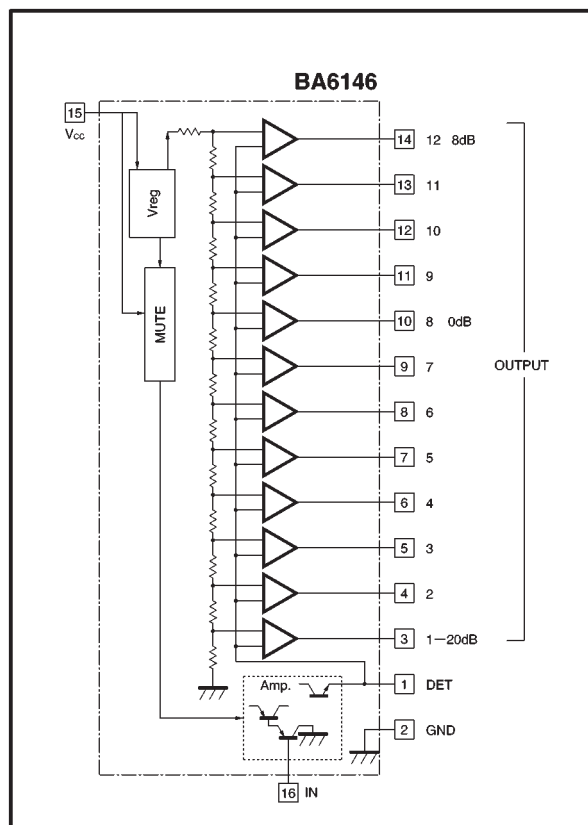 BA6146
15
Vcc
Vreg
MUTE
14 12 8dB
13 11
12 10
11 9
10 8 0dB
9 7
8 6
7 5
6 4
5 3
4 2
3 1—20dB
OUTPUT
Amp.
1 DET
2 GND
16 IN